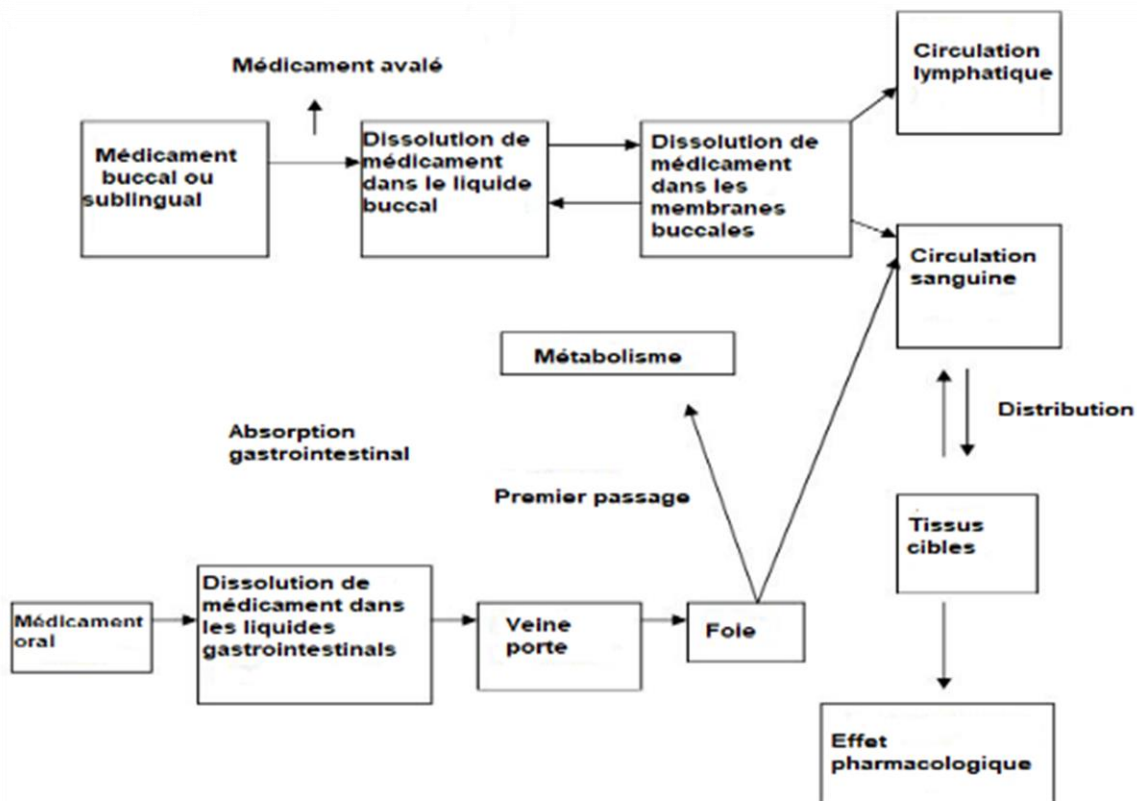 Médicament avalé
Circulation
lymphatique
Médicament
buccal ou
sublingual
Dissolution de
médicament
dans le liquide
buccal
Dissolution de
médicament
dans les
membranes
buccales
Circulation
sanguine
Métabolisme
Distribution
Absorption
gastrointestinal
Premier passage
Tissus
cibles
Médicament
oral
Dissolution de
médicament dans
les liquides
gastrointestinals
Veine
porte
Foie
Effet
pharmacologique